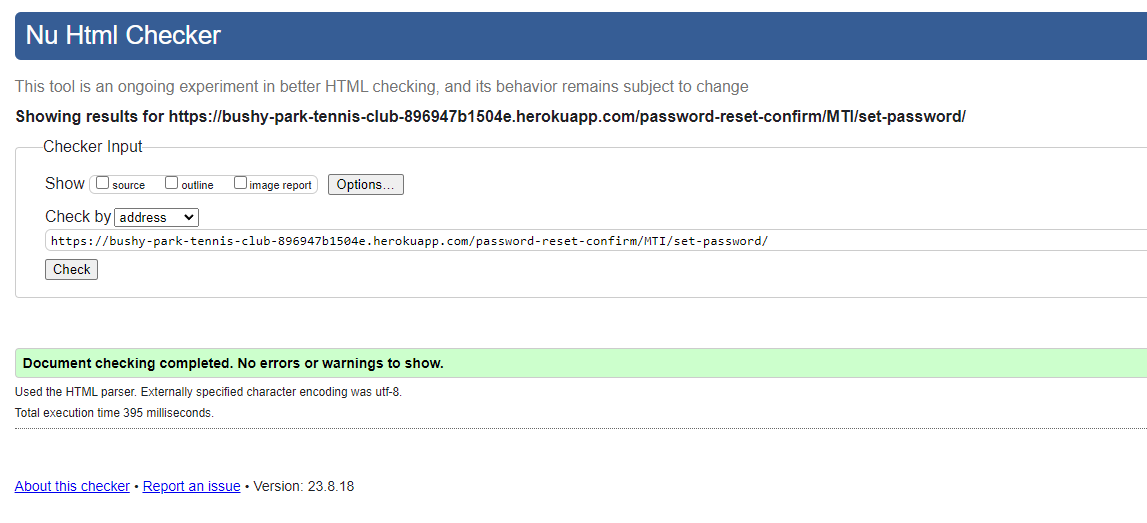 Nu Html Checker
This tool is an ongoing experiment in better HTML checking, and its behavior remains subject to change
Showing results for https://bushy-park-tennis-club-896947b1504e.herokuapp.com/password-reset-confirm/MTI/set-password/
Checker Input
Show source outline image report Options...
Check by address
https://bushy-park-tennis-club-896947b1504e.herokuapp.com/password-reset-confirm/MTI/set-password/
Check
Document checking completed. No errors or warnings to show.
Used the HTML parser. Externally specified character encoding was utf-8.
Total execution time 395 milliseconds.
About this checker • Report an issue • Version: 23.8.18